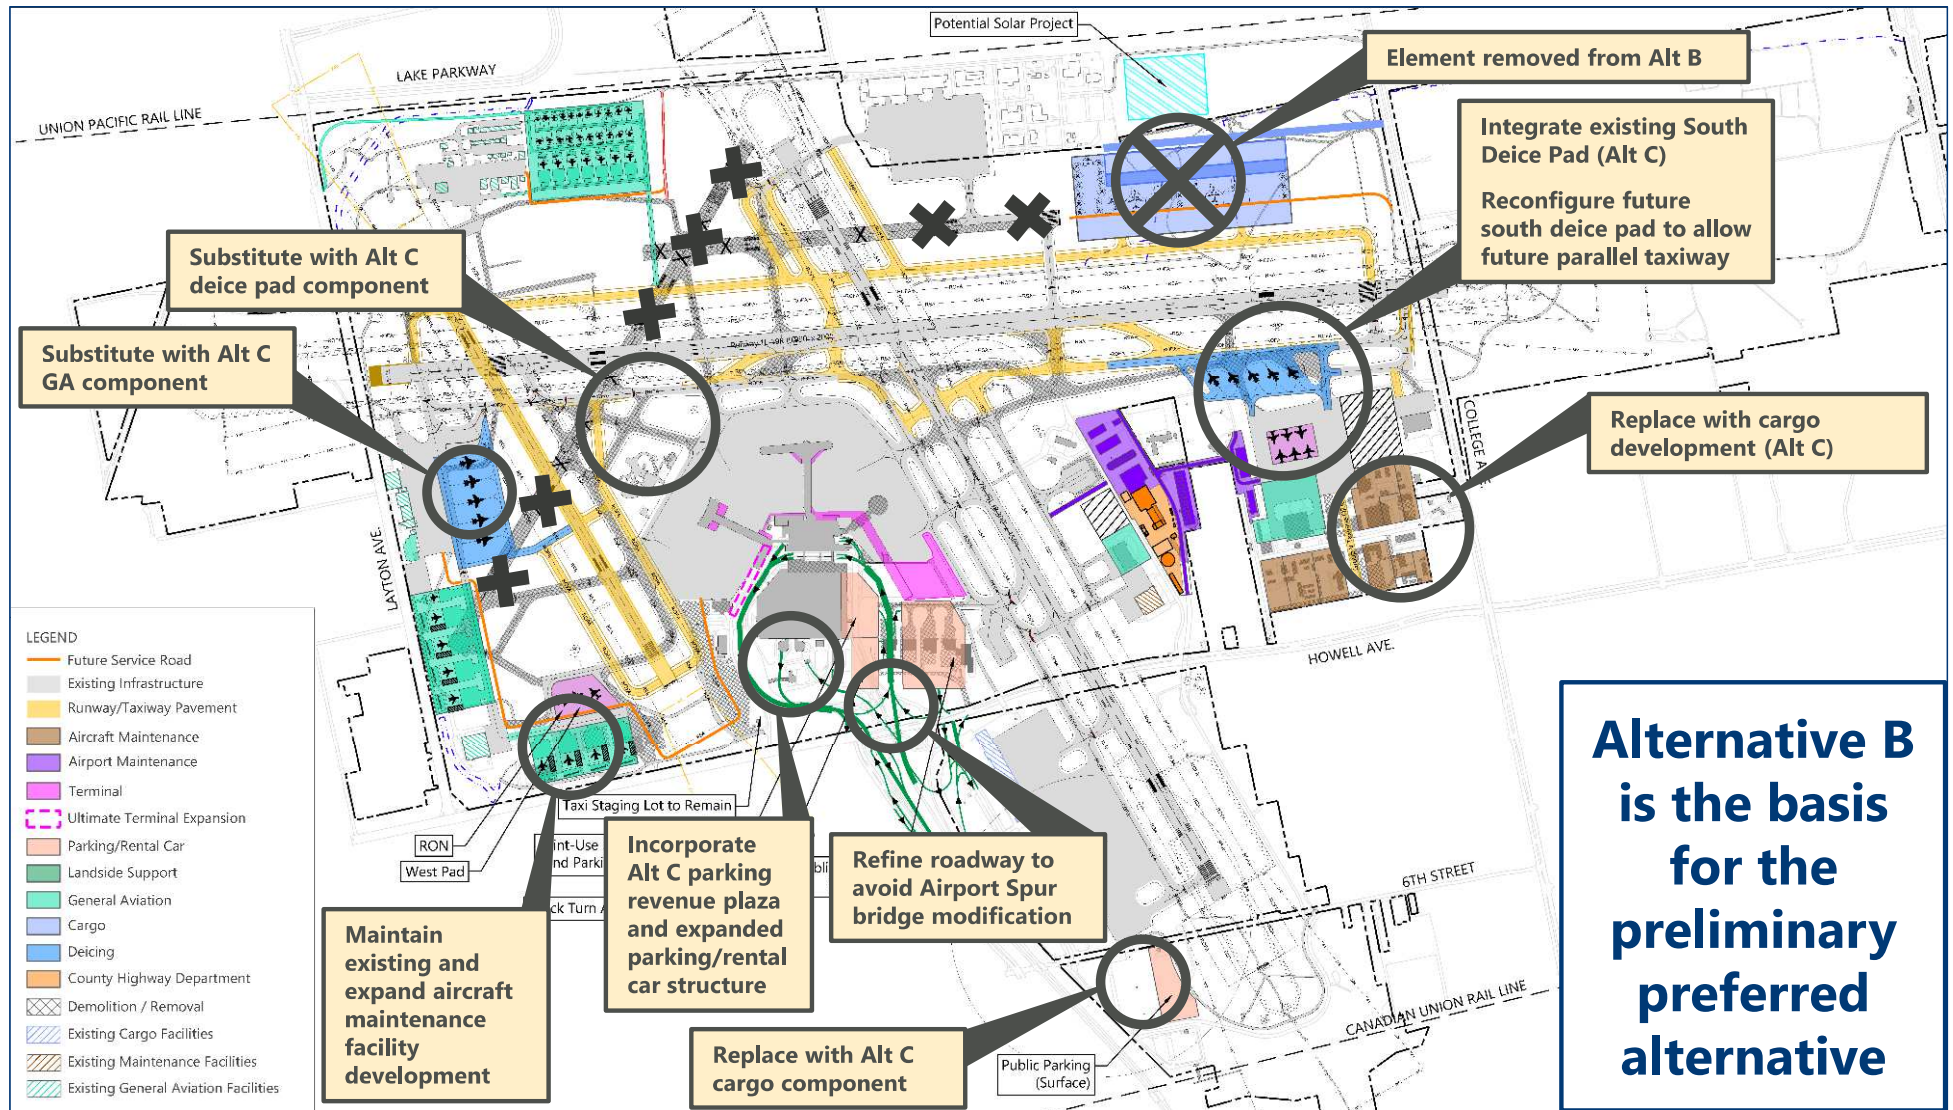 Potential Solar Project
LAKE PARKWAY
UNION PACIFIC RAIL LINE
Element removed from Alt B
Integrate existing South
Deice Pad (Alt C)
Reconfigure future
south deice pad to allow
future parallel taxiway
Substitute with Alt C
deice pad component
Substitute with Alt C
GA component
Replace with cargo
development (Alt C)
COLLEGE A
LAYTON AVE.
HOWELL AVE.
LEGEND
Future Service Road
Existing Infrastructure
Runway/Taxiway Pavement
Aircraft Maintenance
Airport Maintenance
Terminal
Ultimate Terminal Expansion
Parking/Rental Car
Landside Support
General Aviation
Cargo
Deicing
County Highway Department
Demolition / Removal
Existing Cargo Facilities
Existing Maintenance Facilities
Existing General Aviation Facilities
Taxi Staging Lot to Remain
RON
West Pad
int-Use
nd Parki
ck Turn A
Maintain
existing and
expand aircraft
maintenance
facility
development
Incorporate
Alt C parking
revenue plaza
and expanded
parking/rental
car structure
Refine roadway to
avoid Airport Spur
bridge modification
Replace with Alt C
cargo component
Public Parking
(Surface)
6TH STREET
CANADIAN UNION RAIL LINE
Alternative B
is the basis
for the
preliminary
preferred
alternative